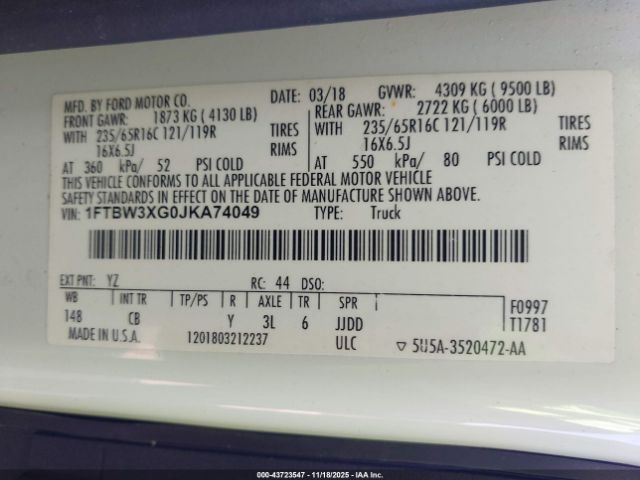 MFD. BY FORD MOTOR CO. DATE: 03/18 GVWR: 4309 KG ( 9500 LB)
FRONT GAWR: 1873 KG ( 4130 LB) REAR GAWR: 2722 KG ( 6000 LB)
WITH 235/65R16C 121/119R TIRES WITH 235/65R16C 121/119R TIRES
16X6.5J RIMS 16X6.5J RIMS
AT 360 kPa/ 52 PSI COLD AT 550 kPa/ 80 PSI COLD
THIS VEHICLE CONFORMS TO ALL APPLICABLE FEDERAL MOTOR VEHICLE
SAFETY STANDARDS IN EFFECT ON THE DATE OF MANUFACTURE SHOWN ABOVE.
VIN: 1FTBW3XG0JKA74049 TYPE: Truck
EXT PNT: YZ RC: 44 DSO:
WB INT TR TP/PS R AXLE TR SPR F0997
148 CB Y 3L 6 JJDD T1781
MADE IN U.S.A. 1201803212237 ULC ▽ 5U5A-3520472-AA
000-43723547 - 11/18/2025 - IAA Inc.